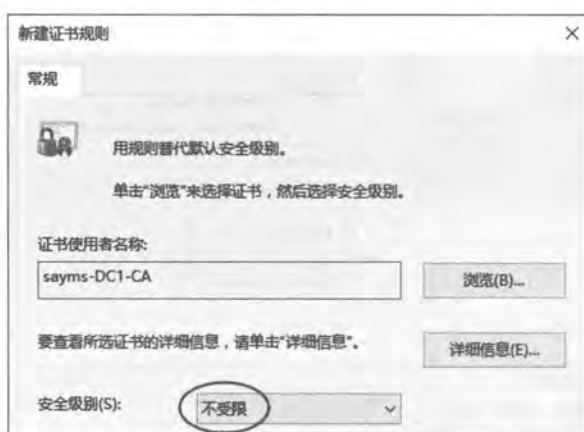 新建证书规则
常规
用规则替代默认安全级别。
单击"浏览"来选择证书，然后选择安全级别。
证书使用者名称:
sayms-DC1-CA
浏览(B)...
要查看所选证书的详细信息，请单击"详细信息"。
详细信息(E)...
安全级别(S):
不受限